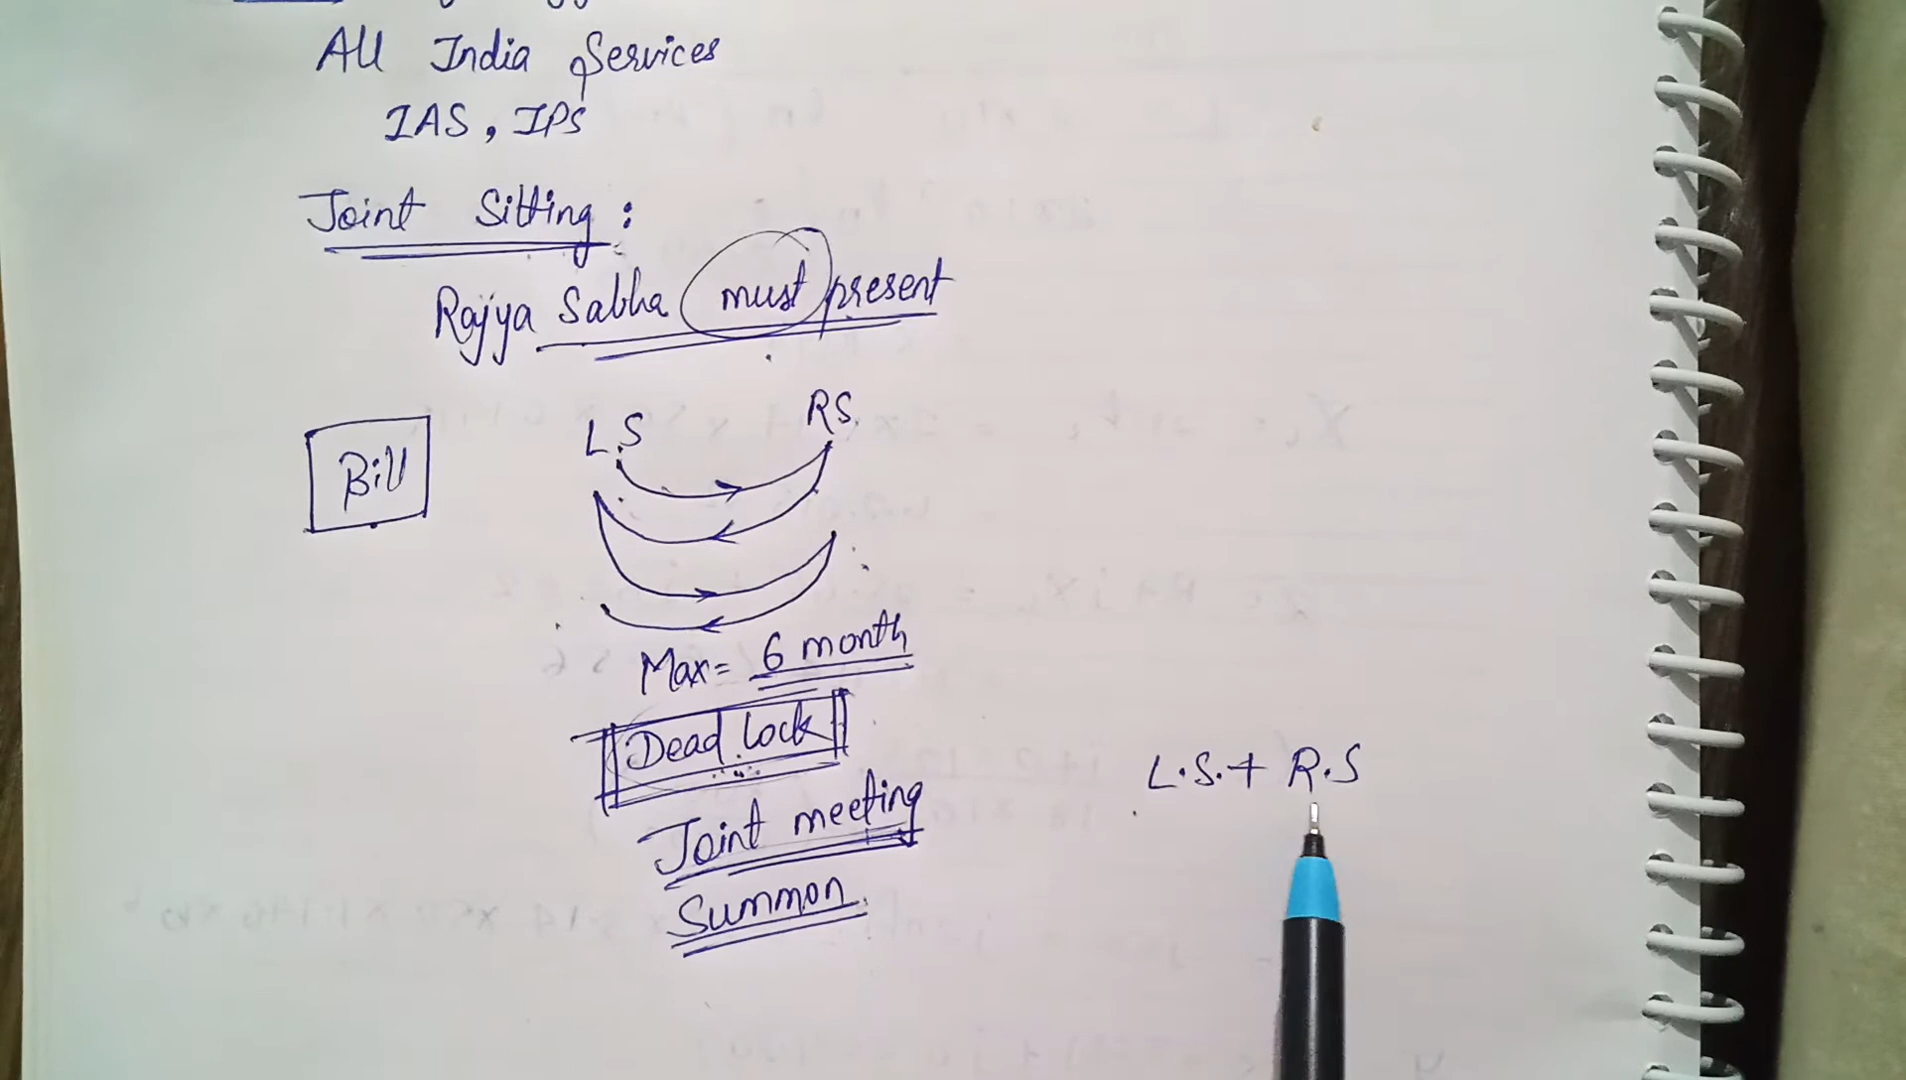 All India Services
IAS, IPS
Joint Sitting :
Rajya Sabha must present
L.S RS.
Bill
Max = 6 month
Dead lock
Joint meeting
Summon.
L.S. + R.S